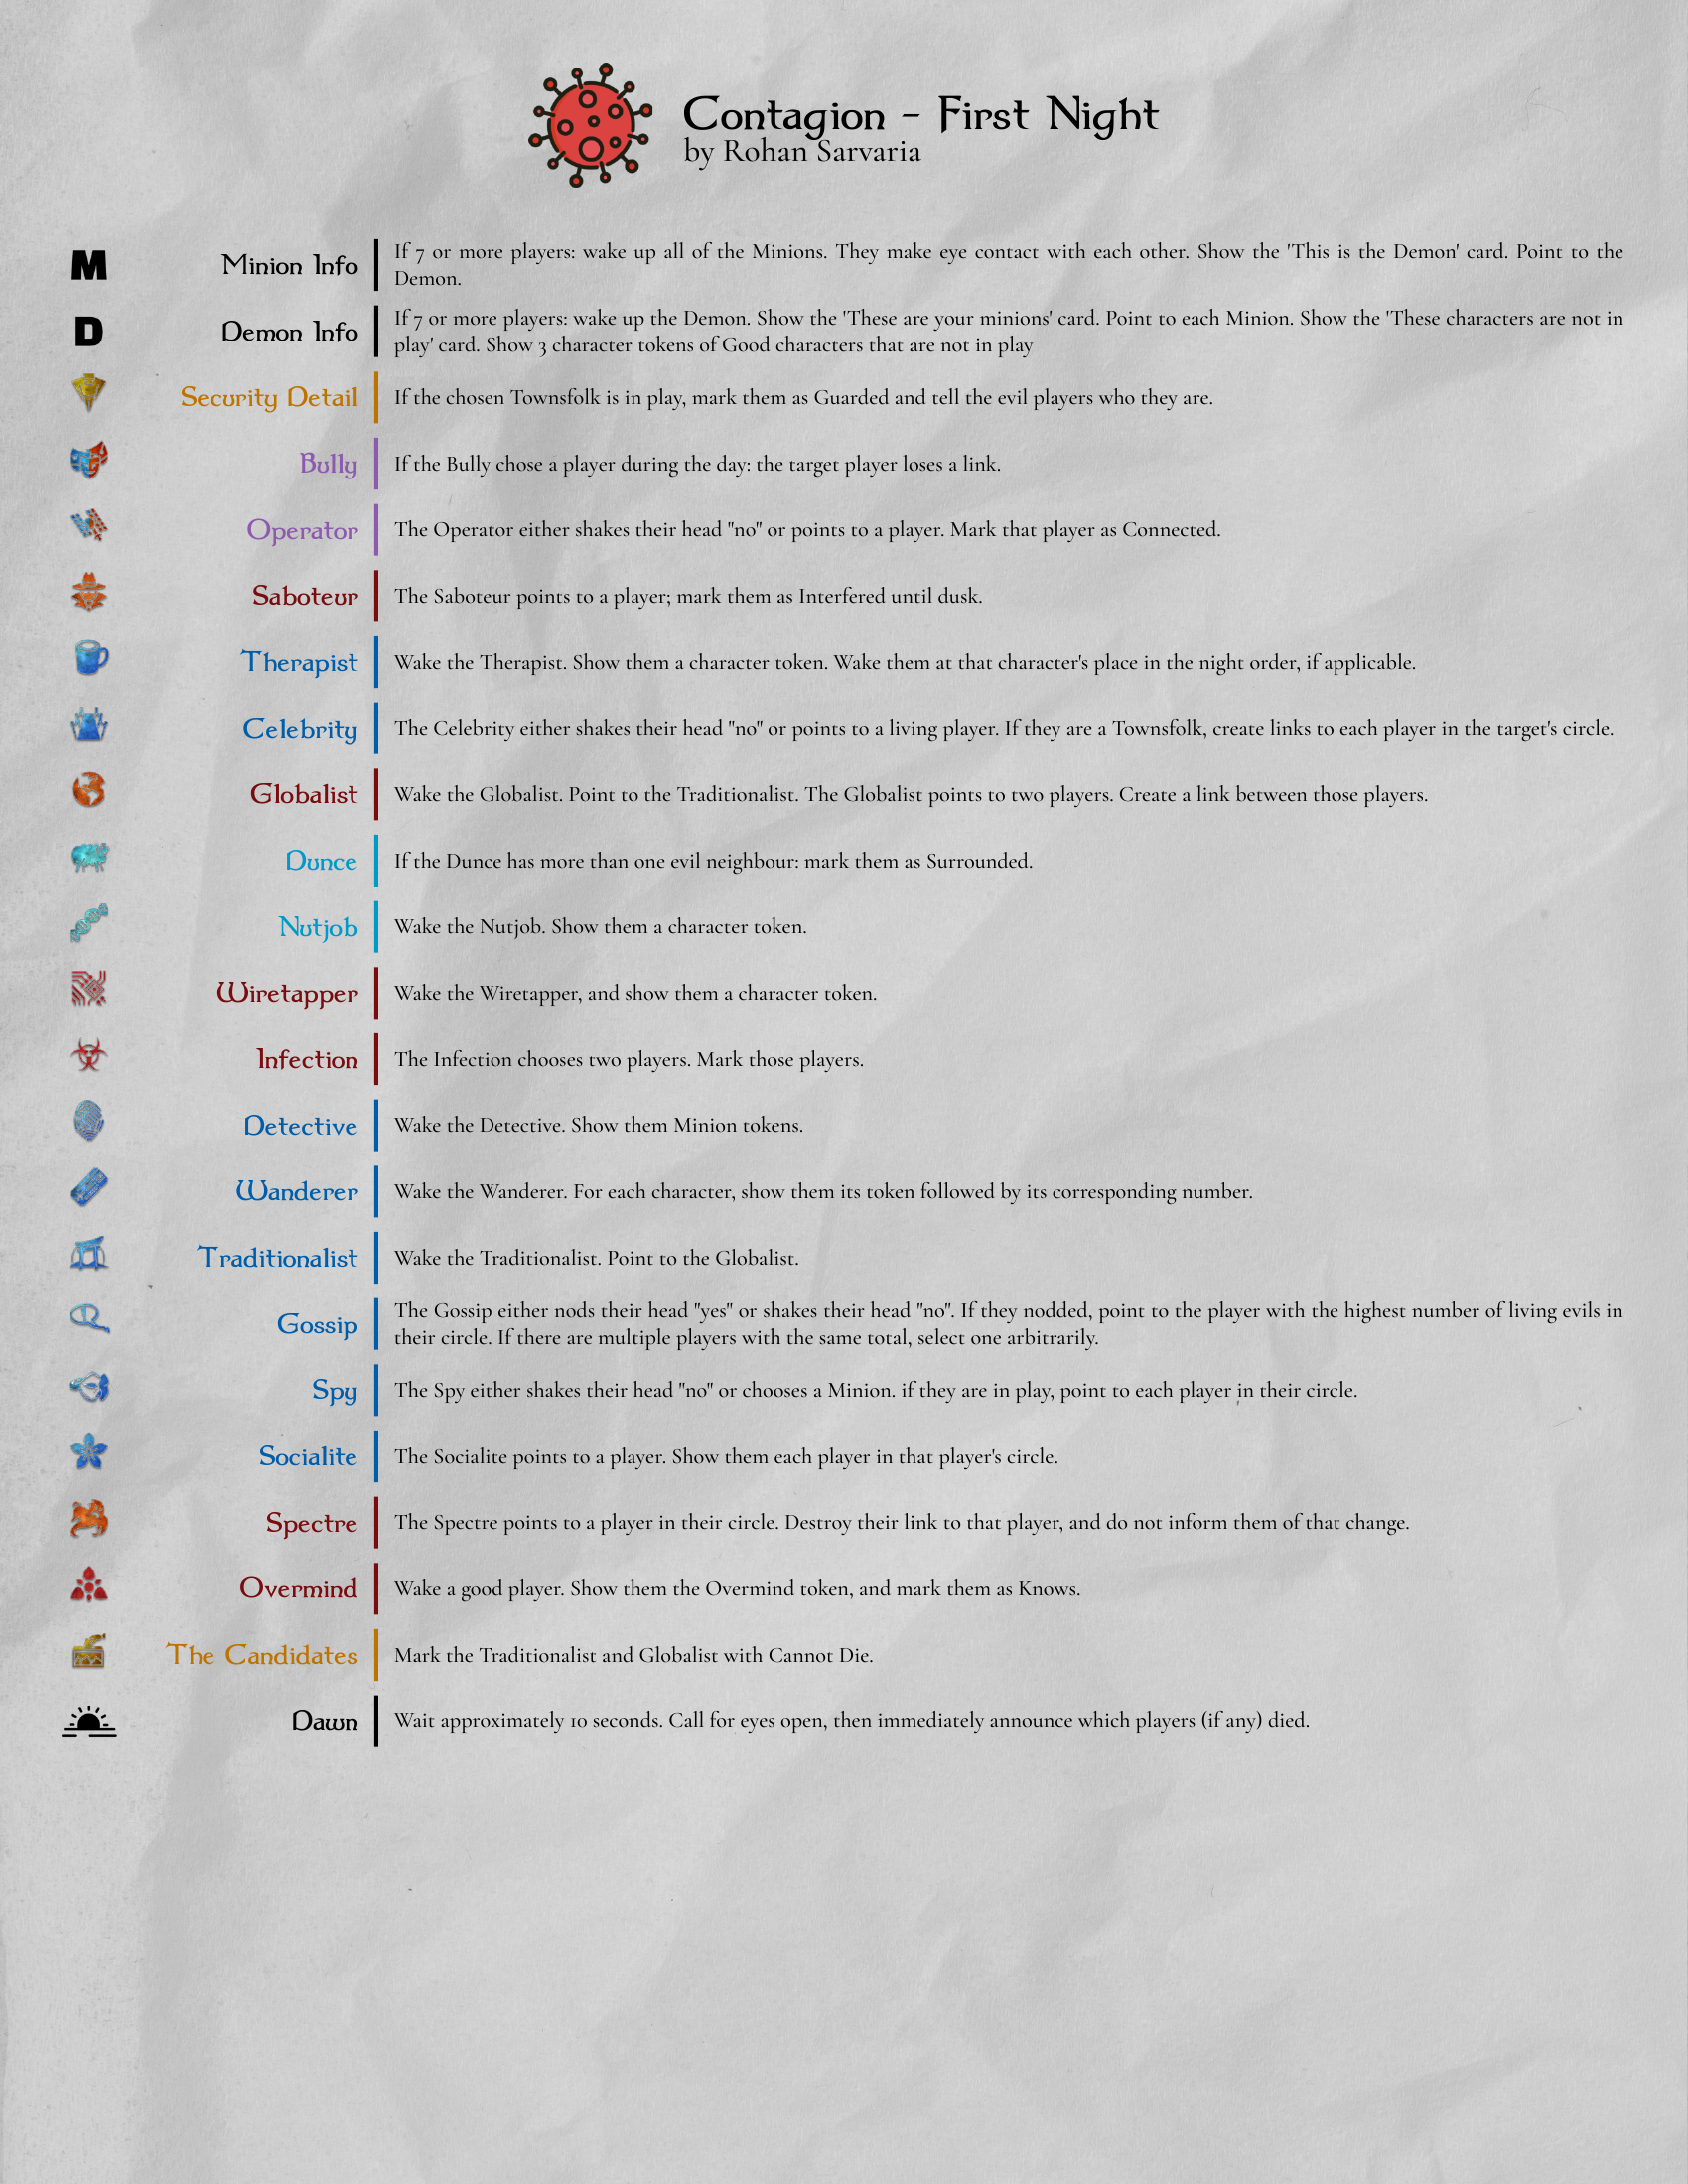 Contagion - First Night
by Rohan Sarvaria
M Minion Info If 7 or more players: wake up all of the Minions. They make eye contact with each other. Show the 'This is the Demon' card. Point to the
Demon.
D Demon Info If 7 or more players: wake up the Demon. Show the 'These are your minions' card. Point to each Minion. Show the 'These characters are not in
play' card. Show 3 character tokens of Good characters that are not in play
Security Detail If the chosen Townsfolk is in play, mark them as Guarded and tell the evil players who they are.
Bully If the Bully chose a player during the day: the target player loses a link.
Operator The Operator either shakes their head "no" or points to a player. Mark that player as Connected.
Saboteur The Saboteur points to a player; mark them as Interfered until dusk.
Therapist Wake the Therapist. Show them a character token. Wake them at that character's place in the night order, if applicable.
Celebrity The Celebrity either shakes their head "no" or points to a living player. If they are a Townsfolk, create links to each player in the target's circle.
Globalist Wake the Globalist. Point to the Traditionalist. The Globalist points to two players. Create a link between those players.
Dunce If the Dunce has more than one evil neighbour: mark them as Surrounded.
Nutjob Wake the Nutjob. Show them a character token.
Wiretapper Wake the Wiretapper, and show them a character token.
Infection The Infection chooses two players. Mark those players.
Detective Wake the Detective. Show them Minion tokens.
Wanderer Wake the Wanderer. For each character, show them its token followed by its corresponding number.
Traditionalist Wake the Traditionalist. Point to the Globalist.
Gossip The Gossip either nods their head "yes" or shakes their head "no". If they nodded, point to the player with the highest number of living evils in
their circle. If there are multiple players with the same total, select one arbitrarily.
Spy The Spy either shakes their head "no" or chooses a Minion. if they are in play, point to each player in their circle.
Socialite The Socialite points to a player. Show them each player in that player's circle.
Spectre The Spectre points to a player in their circle. Destroy their link to that player, and do not inform them of that change.
Overmind Wake a good player. Show them the Overmind token, and mark them as Knows.
The Candidates Mark the Traditionalist and Globalist with Cannot Die.
Dawn Wait approximately 10 seconds. Call for eyes open, then immediately announce which players (if any) died.